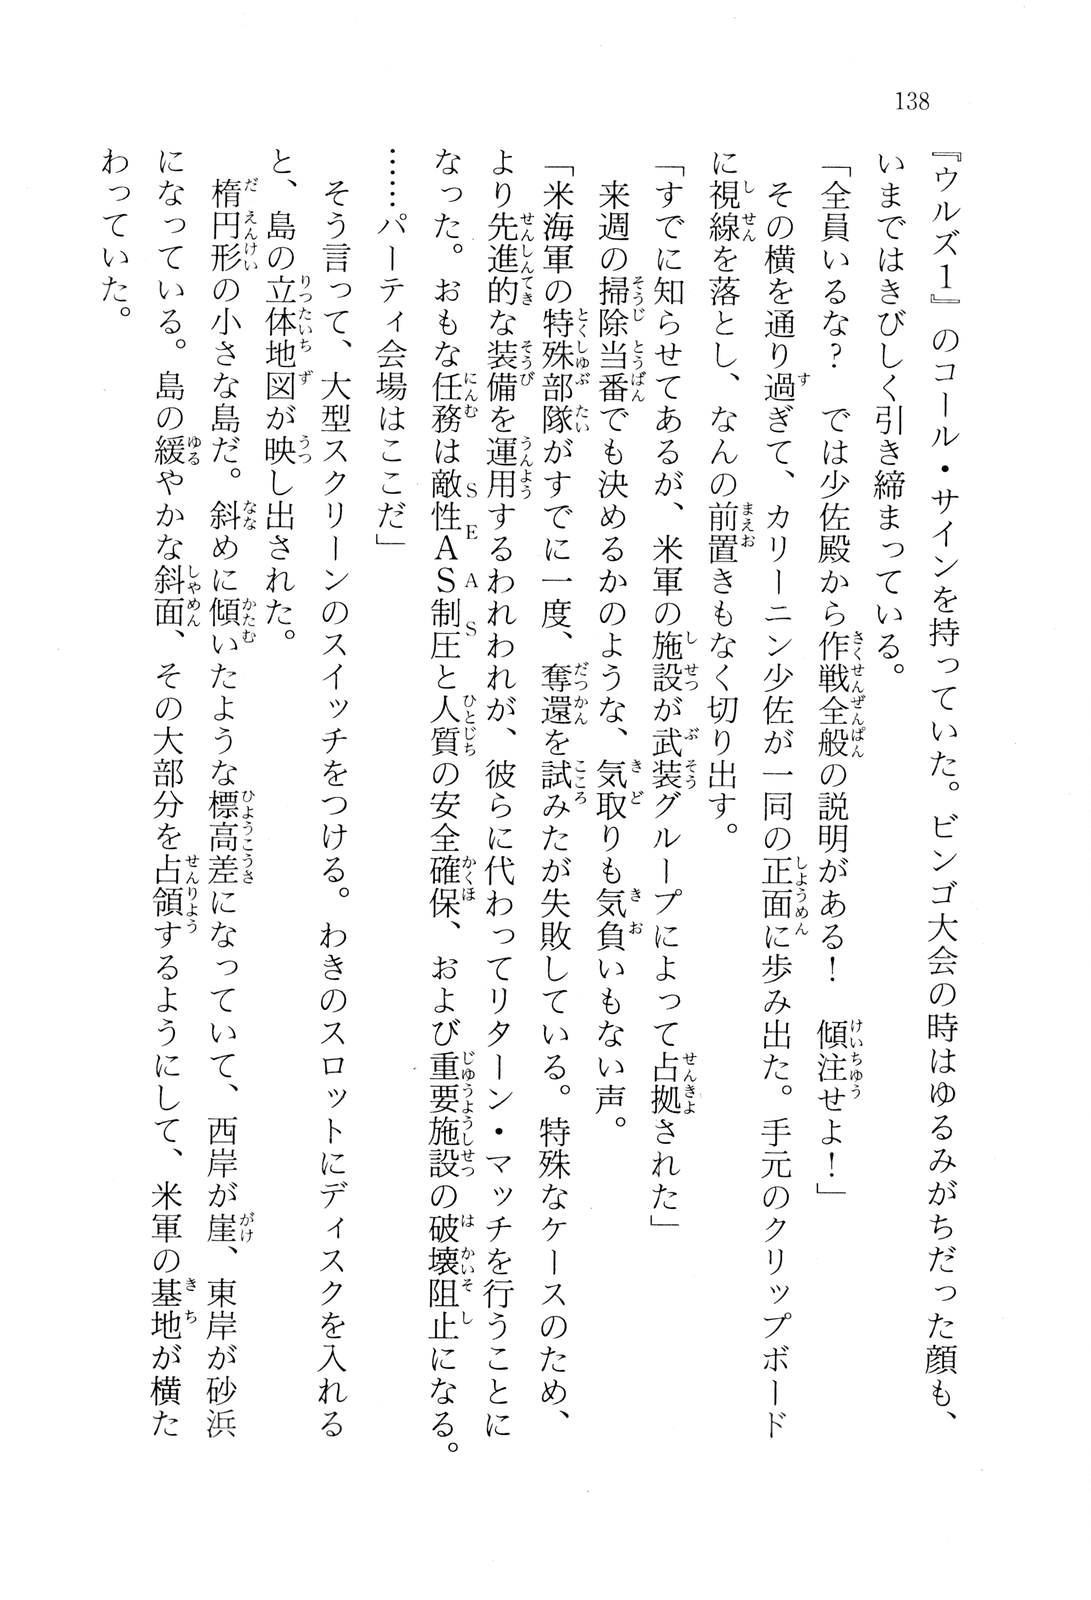 138
『ウルズ1』のコール・サインを持っていた。ビンゴ大会の時はゆるみがちだった顔も、
いまではきびしく引き締まっている。
「全員いるな? では少佐殿から作戦全般の説明がある! 傾注せよ!」
その横を通り過ぎて、カリーニン少佐が一同の正面に歩み出た。手元のクリップボード
に視線を落とし、なんの前置きもなく切り出す。
「すでに知らせてあるが、米軍の施設が武装グループによって占拠された」
来週の掃除当番でも決めるかのような、気取りも気負いもない声。
「米海軍の特殊部隊がすでに一度、奪還を試みたが失敗している。特殊なケースのため、
より先進的な装備を運用するわれわれが、彼らに代わってリターン・マッチを行うことに
なった。おもな任務は敵性AS制圧と人質の安全確保、および重要施設の破壊阻止になる。
……パーティ会場はここだ」
そう言って、大型スクリーンのスイッチをつける。わきのスロットにディスクを入れる
と、島の立体地図が映し出された。
楕円形の小さな島だ。斜めに傾いたような標高差になっていて、西岸が崖、東岸が砂浜
になっている。島の緩やかな斜面、その大部分を占領するようにして、米軍の基地が横た
わっていた。